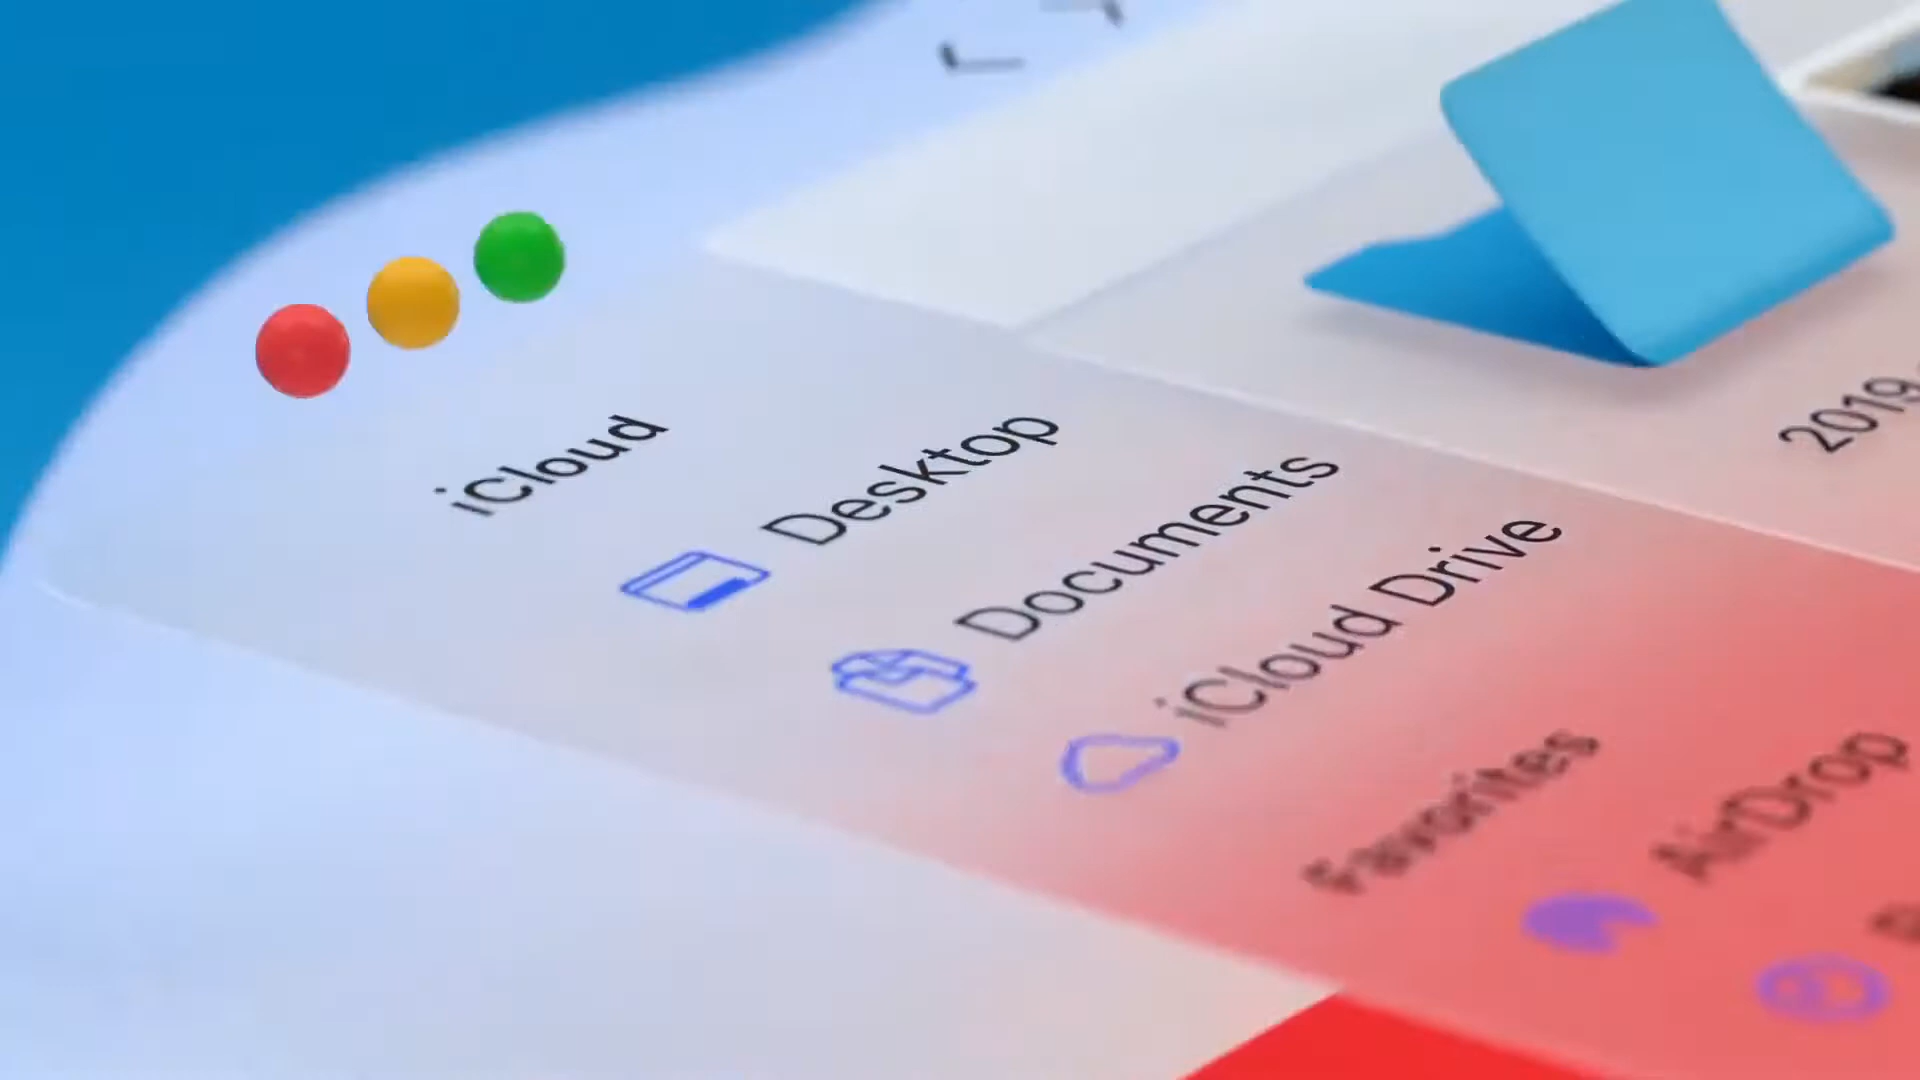 iCloud
Desktop
Documents
iCloud Drive
Favorites
AirDrop
2019